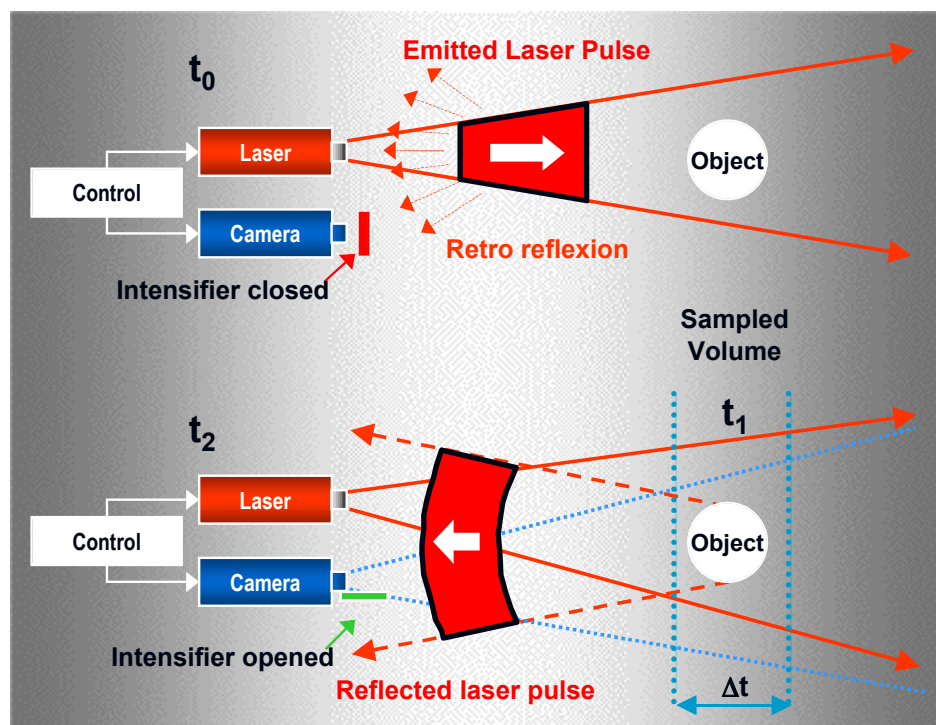 Emitted Laser Pulse
t0
Laser
Object
Control
Camera
Retro reflexion
Intensifier closed
Sampled
Volume
t1
t2
Laser
Control
Object
Camera
Intensifier opened
Reflected laser pulse
Δt